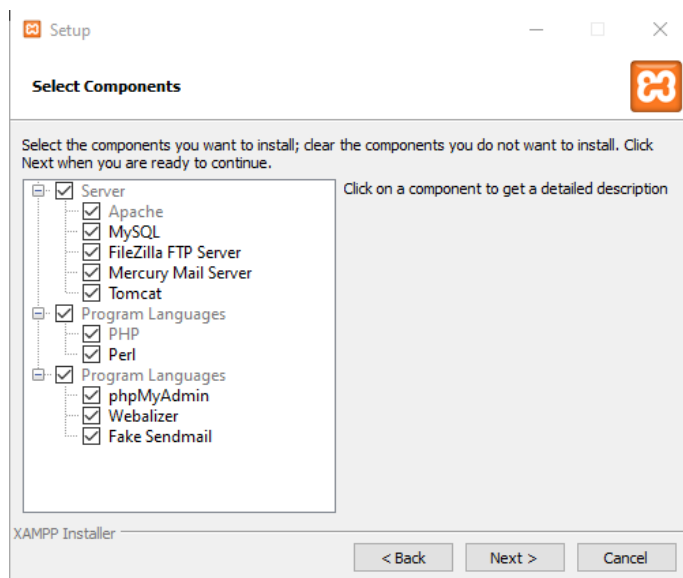 Setup
Select Components
Select the components you want to install; clear the components you do not want to install. Click
Next when you are ready to continue.
Server
Apache
MySQL
FileZilla FTP Server
Mercury Mail Server
Tomcat
Program Languages
PHP
Perl
Program Languages
phpMyAdmin
Webalizer
Fake Sendmail
Click on a component to get a detailed description
XAMPP Installer
< Back
Next >
Cancel